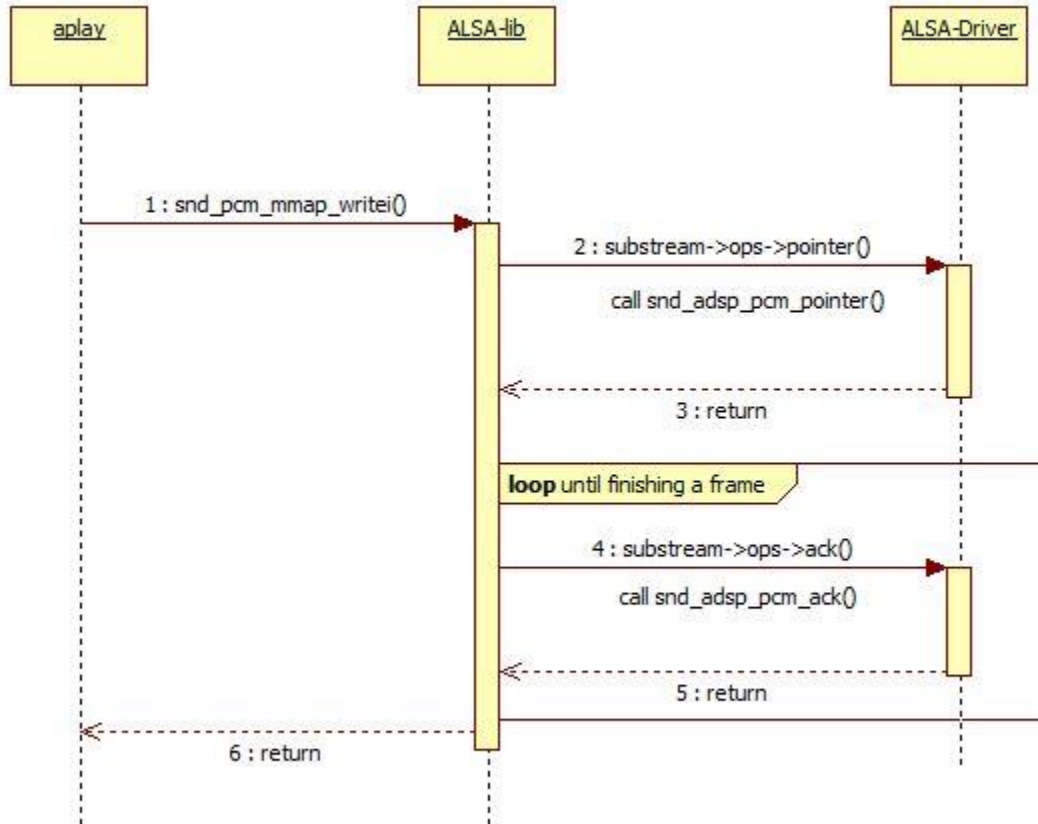 aplay
ALSA-lib
ALSA-Driver
1 : snd_pcm_mmap_writei()
2 : substream->ops->pointer()
call snd_adsp_pcm_pointer()
3 : return
loop until finishing a frame
4 : substream->ops->ack()
call snd_adsp_pcm_ack()
5 : return
6 : return